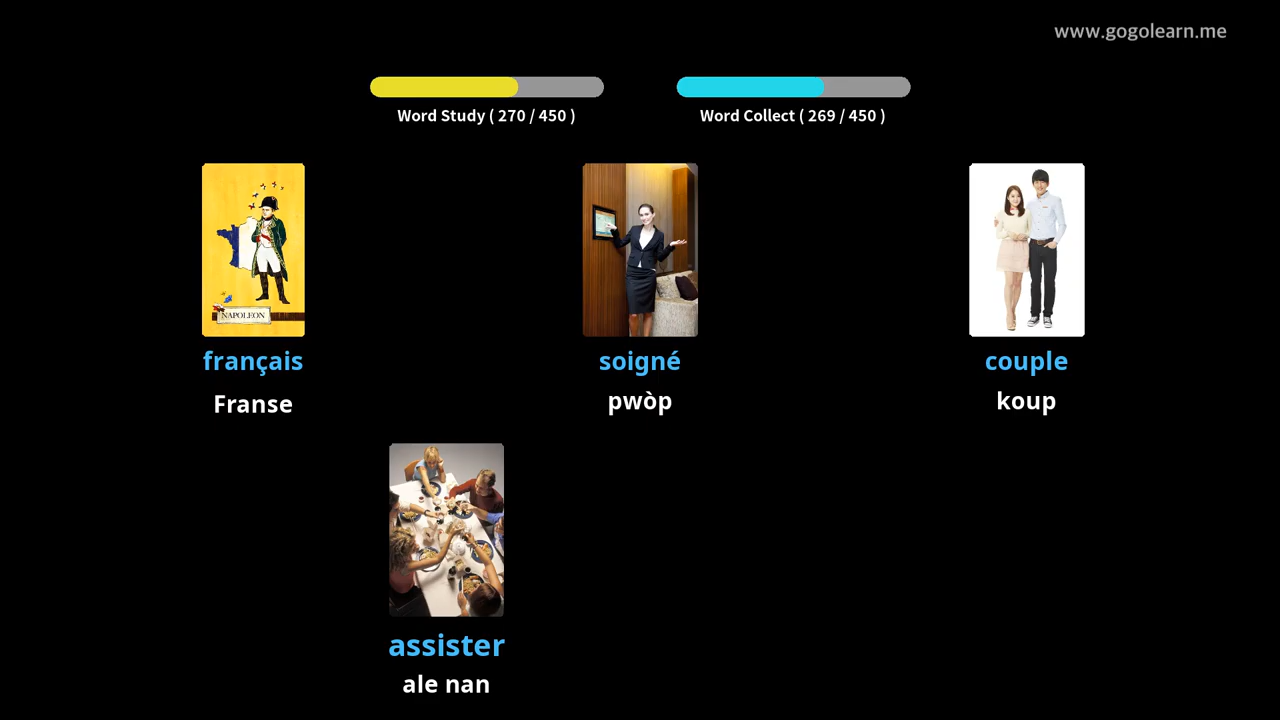 www.gogolearn.me
Word Study ( 270 / 450 )
Word Collect ( 269 / 450 )
NAPOLEON
français
soigné
couple
Franse
pwòp
koup
assister
ale nan